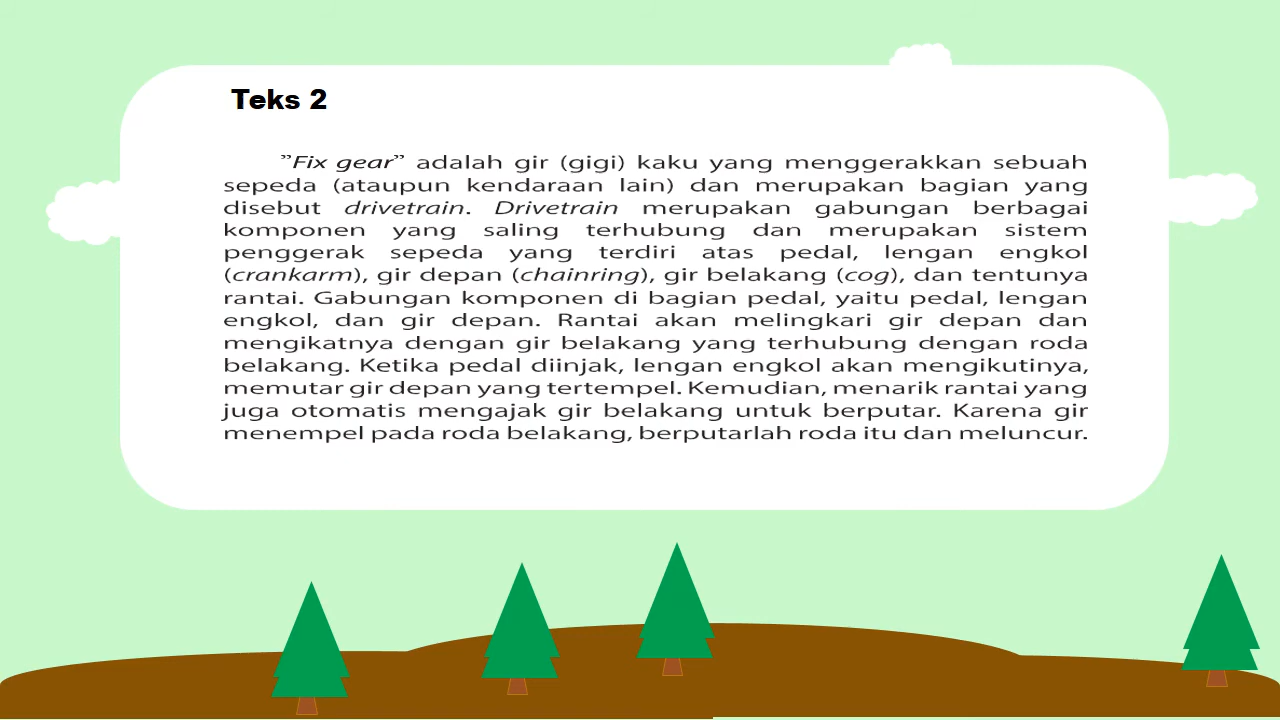 Teks 2
”Fix gear” adalah gir (gigi) kaku yang menggerakkan sebuah
sepeda (ataupun kendaraan lain) dan merupakan bagian yang
disebut drivetrain. Drivetrain merupakan gabungan berbagai
komponen yang saling terhubung dan merupakan sistem
penggerak sepeda yang terdiri atas pedal, lengan engkol
(crankarm), gir depan (chainring), gir belakang (cog), dan tentunya
rantai. Gabungan komponen di bagian pedal, yaitu pedal, lengan
engkol, dan gir depan. Rantai akan melingkari gir depan dan
mengikatnya dengan gir belakang yang terhubung dengan roda
belakang. Ketika pedal diinjak, lengan engkol akan mengikutinya,
memutar gir depan yang tertempel. Kemudian, menarik rantai yang
juga otomatis mengajak gir belakang untuk berputar. Karena gir
menempel pada roda belakang, berputarlah roda itu dan meluncur.